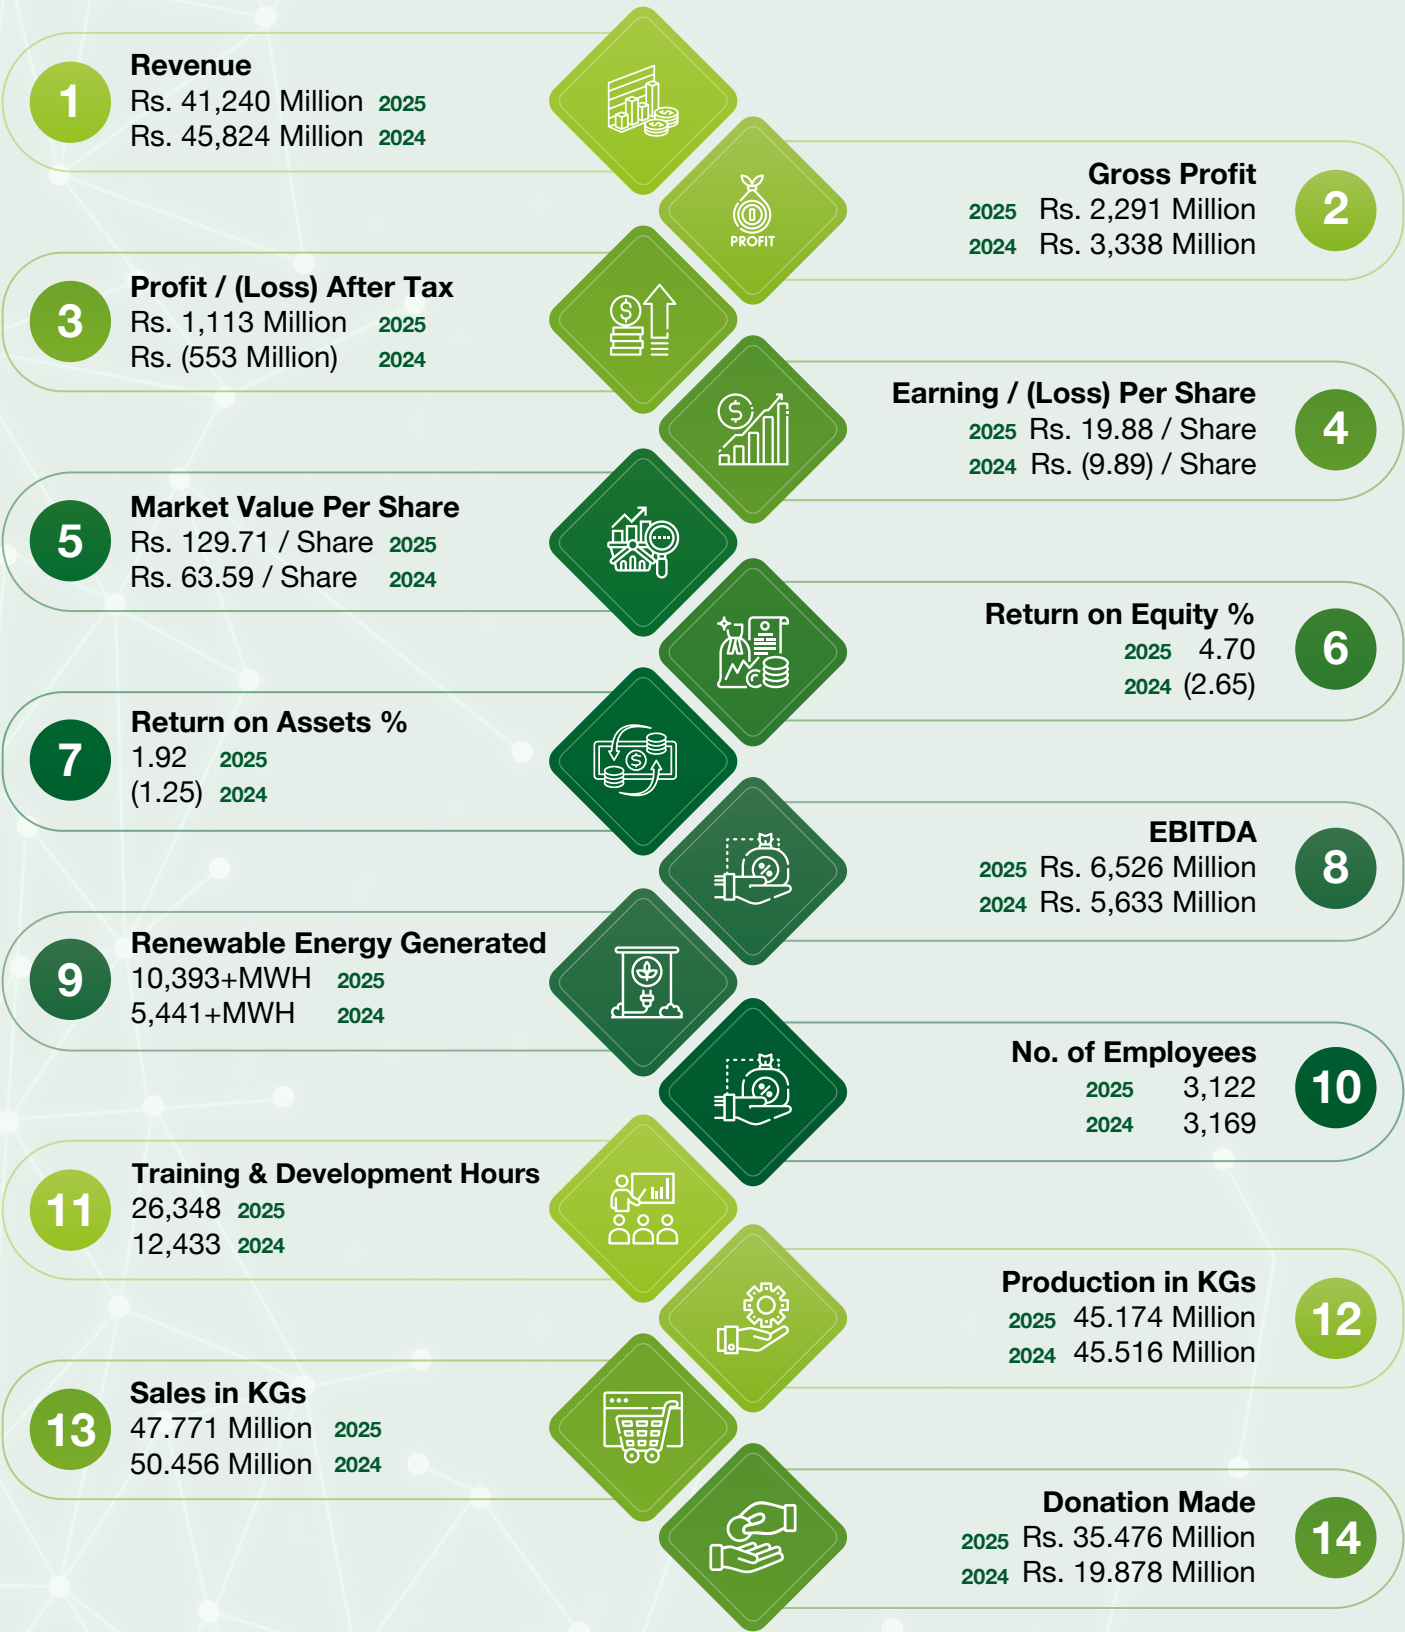 1
Revenue
Rs. 41,240 Million 2025
Rs. 45,824 Million 2024
PROFIT
Gross Profit
2025 Rs. 2,291 Million
2024 Rs. 3,338 Million
2
3
Profit / (Loss) After Tax
Rs. 1,113 Million 2025
Rs. (553 Million) 2024
Earning / (Loss) Per Share
2025 Rs. 19.88 / Share
2024 Rs. (9.89) / Share
4
5
Market Value Per Share
Rs. 129.71 / Share 2025
Rs. 63.59 / Share 2024
Return on Equity %
2025 4.70
2024 (2.65)
6
7
Return on Assets %
1.92 2025
(1.25) 2024
EBITDA
2025 Rs. 6,526 Million
2024 Rs. 5,633 Million
8
9
Renewable Energy Generated
10,393+MWH 2025
5,441+MWH 2024
No. of Employees
2025 3,122
2024 3,169
10
11
Training & Development Hours
26,348 2025
12,433 2024
Production in KGs
2025 45.174 Million
2024 45.516 Million
12
13
Sales in KGs
47.771 Million 2025
50.456 Million 2024
Donation Made
2025 Rs. 35.476 Million
2024 Rs. 19.878 Million
14